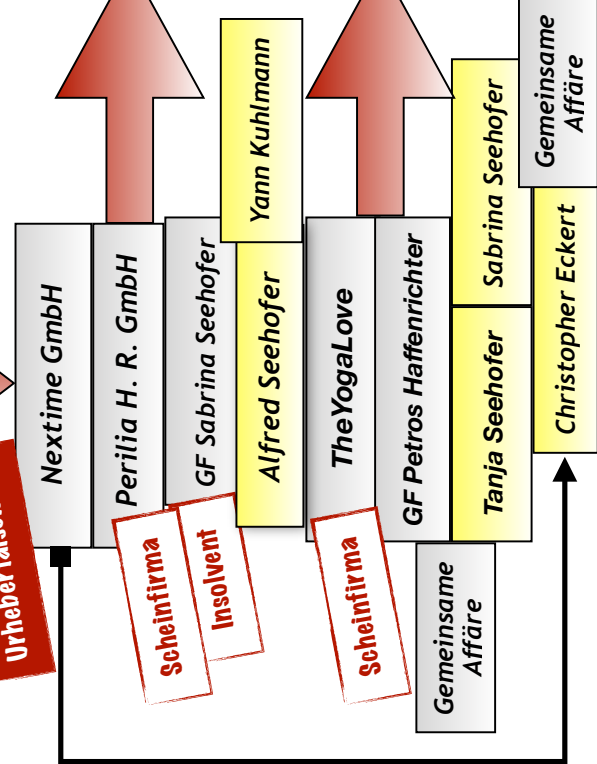 Nextime GmbH
Perilia H. R. GmbH
GF Sabrina Seehofer
Alfred Seehofer
Yann Kuhlmann
Scheinfirma
Insolvent
TheYogaLove
GF Petros Haffenrichter
Scheinfirma
Tanja Seehofer
Sabrina Seehofer
Gemeinsame
Affäre
Christopher Eckert
Gemeinsame
Affäre